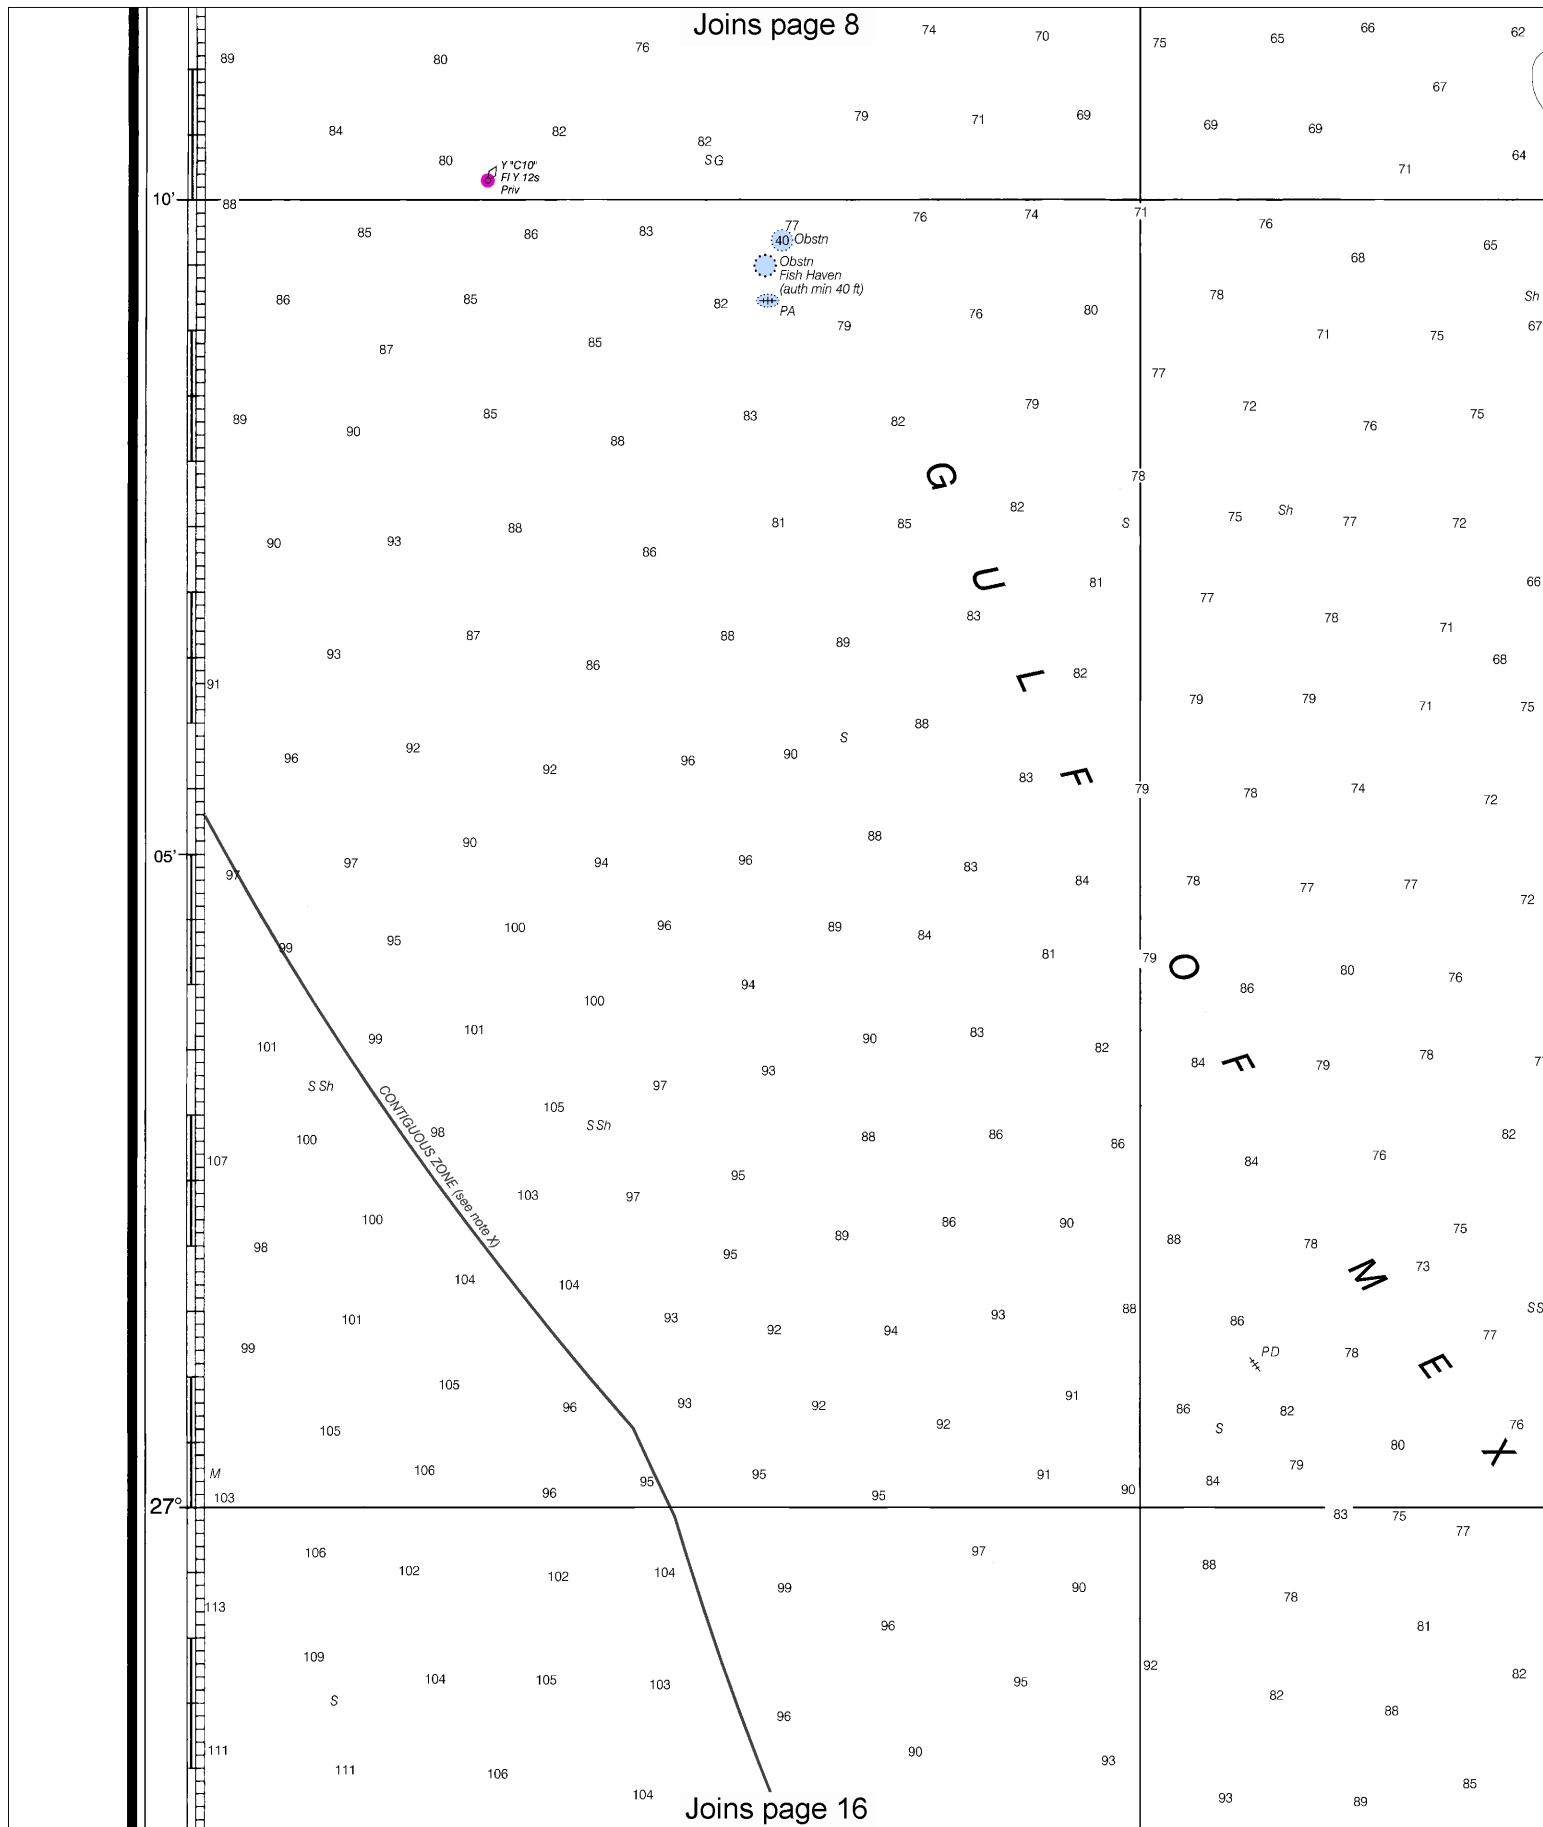 Joins page 8
74 70 75 65 66 62
89 80 76
67
84 82 79 71 69 69 69
82 SG
80 64
71
Y "C10"
Fl Y 12s
Priv
10'
88 76 74 71 76
85 86 83 77 65
40 Obstn
68
Obstn
Fish Haven
(auth min 40 ft)
PA
86 85 82 76 80 78 Sh
79 71 75 67
87 85
77
89 85 83 82 79 72 75
90 88 76
G
78
82 Sh
90 93 88 81 85 S 75 77 72
86
U
81 66
77
83 78 71
93 87 88 89
86 68
L
91 82
79 79 71 75
88
S
96 92 92 96 90
F
83 79 78 74 72
88
05'
90
97 97 94 96 83 84 78 77 77 72
100 96 89 84
99 95 81 79
O
80 76
94 86
100
101 99 101 90 83 82
F
84 79 78 77
S Sh 97 93
105
S Sh
CONTIGUOUS ZONE (see note X)
100 98 88 86 86 82
107 84 76
95
103 97
100 86 90 75
98 95 89 88 78
M
73
104 104
101 93 92 94 93 88 86 SS
99 77
PD
78
E
105 96 93 92 91
105 92 86 82 76
S
80
X
M 106 95 95 91 84 79
103 96 95 90
27°
83 75
77
106 102 102 104 97 88
99 90 78
113 96 81
109 104 105 103 95 92 82
S 82
96 88
111 90 93
111 106 85
104 93 89
Joins page 16